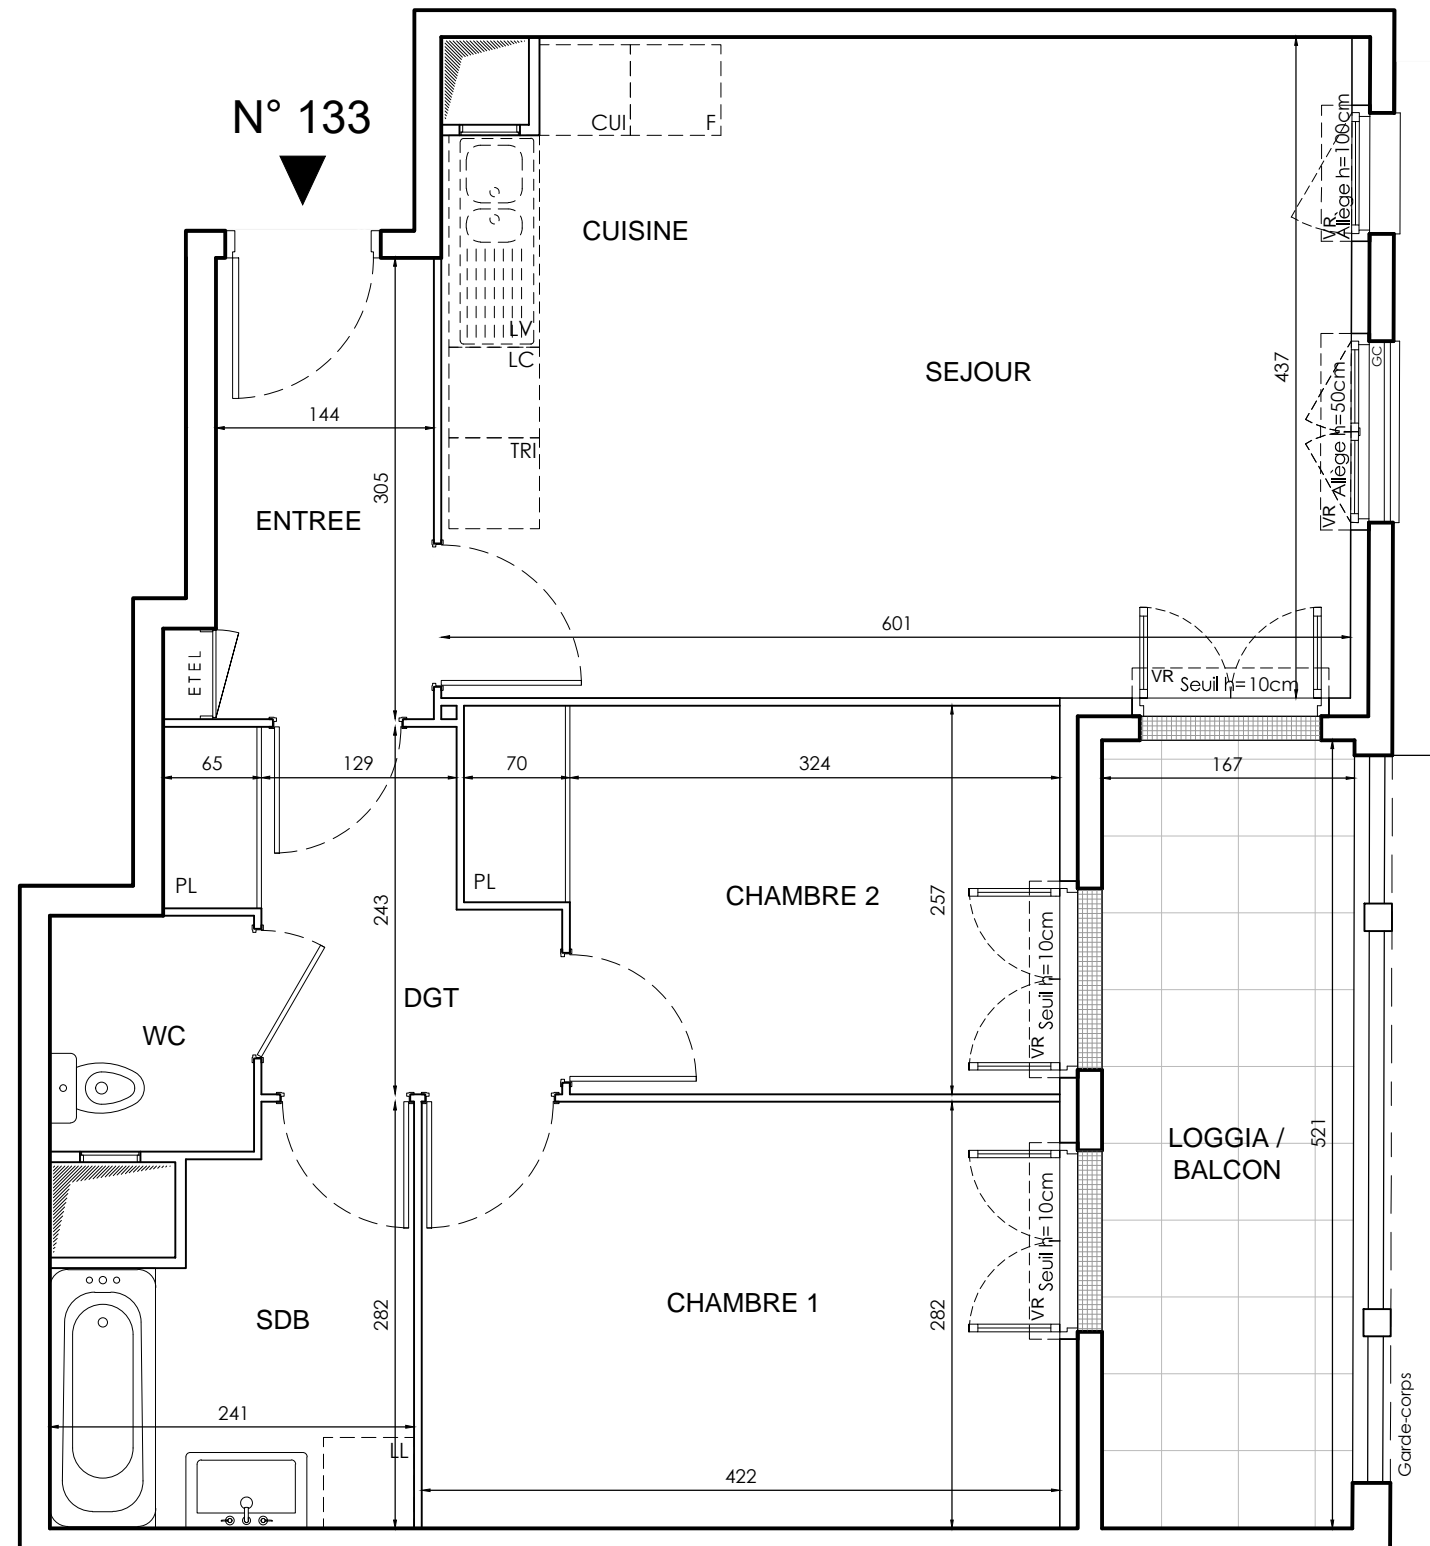 N° 133
CUI
F
CUISINE
VR
Allège h=100cm
LV
LC
TRI
SEJOUR
437
GC
VR
Allège h=50cm
144
305
ENTREE
601
VR
Seuil h=10cm
ETEL
65
129
70
324
167
PL
PL
243
CHAMBRE 2
257
VR
Seuil h=10cm
DGT
WC
LOGGIA /
BALCON
521
VR
Seuil h=10cm
CHAMBRE 1
282
SDB
282
241
LL
422
Garde-corps